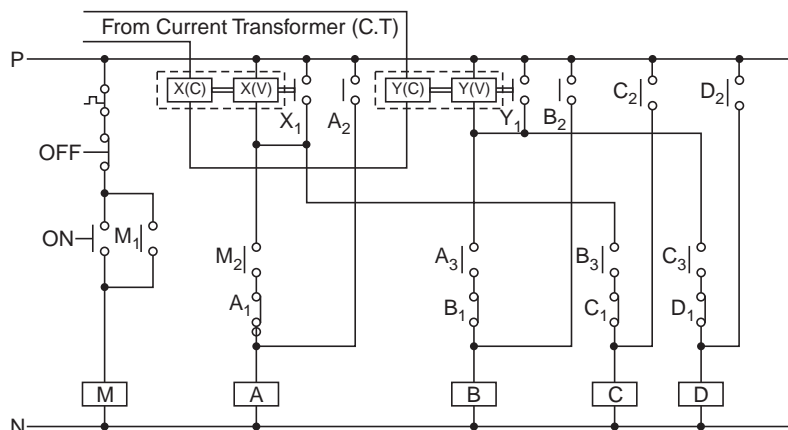 From Current Transformer (C.T)
P
X(C) X(V) Y(C) Y(V)
X1 A2 Y1 B2 C2 D2
OFF
ON M1 M2 A3 B3 C3
A1 B1 C1 D1
M A B C D
N